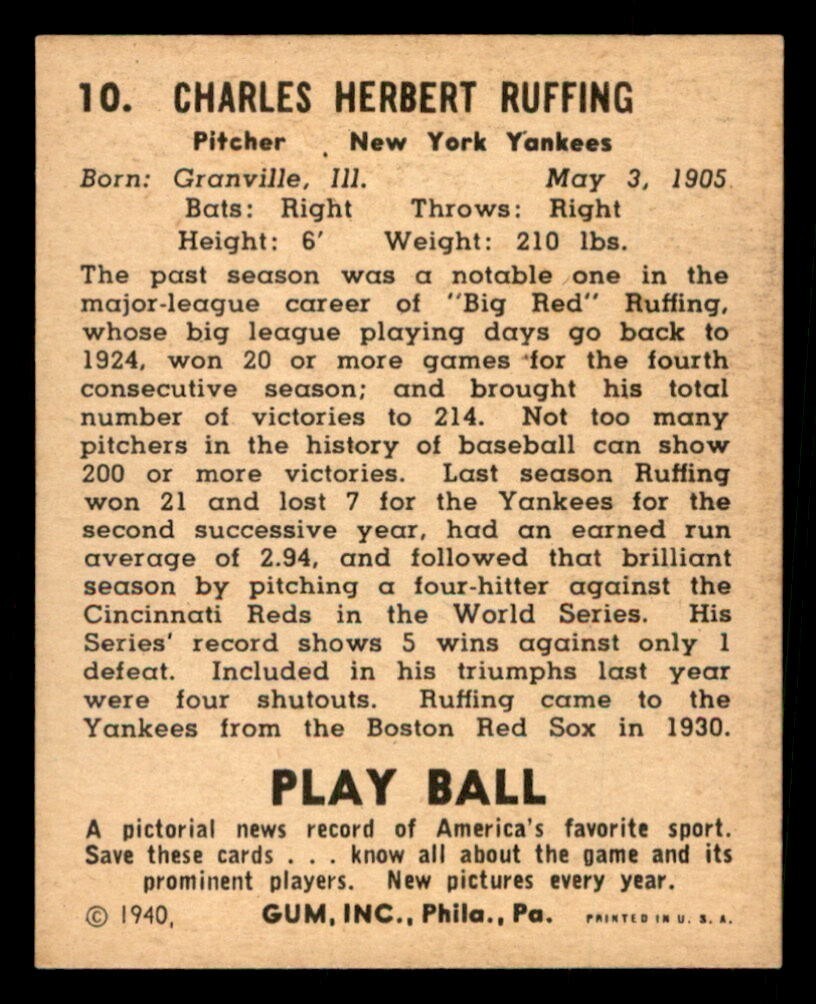 10. CHARLES HERBERT RUFFING
Pitcher . New York Yankees
Born: Granville, Ill. May 3, 1905
Bats: Right Throws: Right
Height: 6' Weight: 210 lbs.
The past season was a notable one in the
major-league career of "Big Red" Ruffing,
whose big league playing days go back to
1924, won 20 or more games for the fourth
consecutive season; and brought his total
number of victories to 214. Not too many
pitchers in the history of baseball can show
200 or more victories. Last season Ruffing
won 21 and lost 7 for the Yankees for the
second successive year, had an earned run
average of 2.94, and followed that brilliant
season by pitching a four-hitter against the
Cincinnati Reds in the World Series. His
Series' record shows 5 wins against only 1
defeat. Included in his triumphs last year
were four shutouts. Ruffing came to the
Yankees from the Boston Red Sox in 1930.
PLAY BALL
A pictorial news record of America's favorite sport.
Save these cards . . . know all about the game and its
prominent players. New pictures every year.
© 1940, GUM, INC., Phila., Pa. PRINTED IN U. S. A.